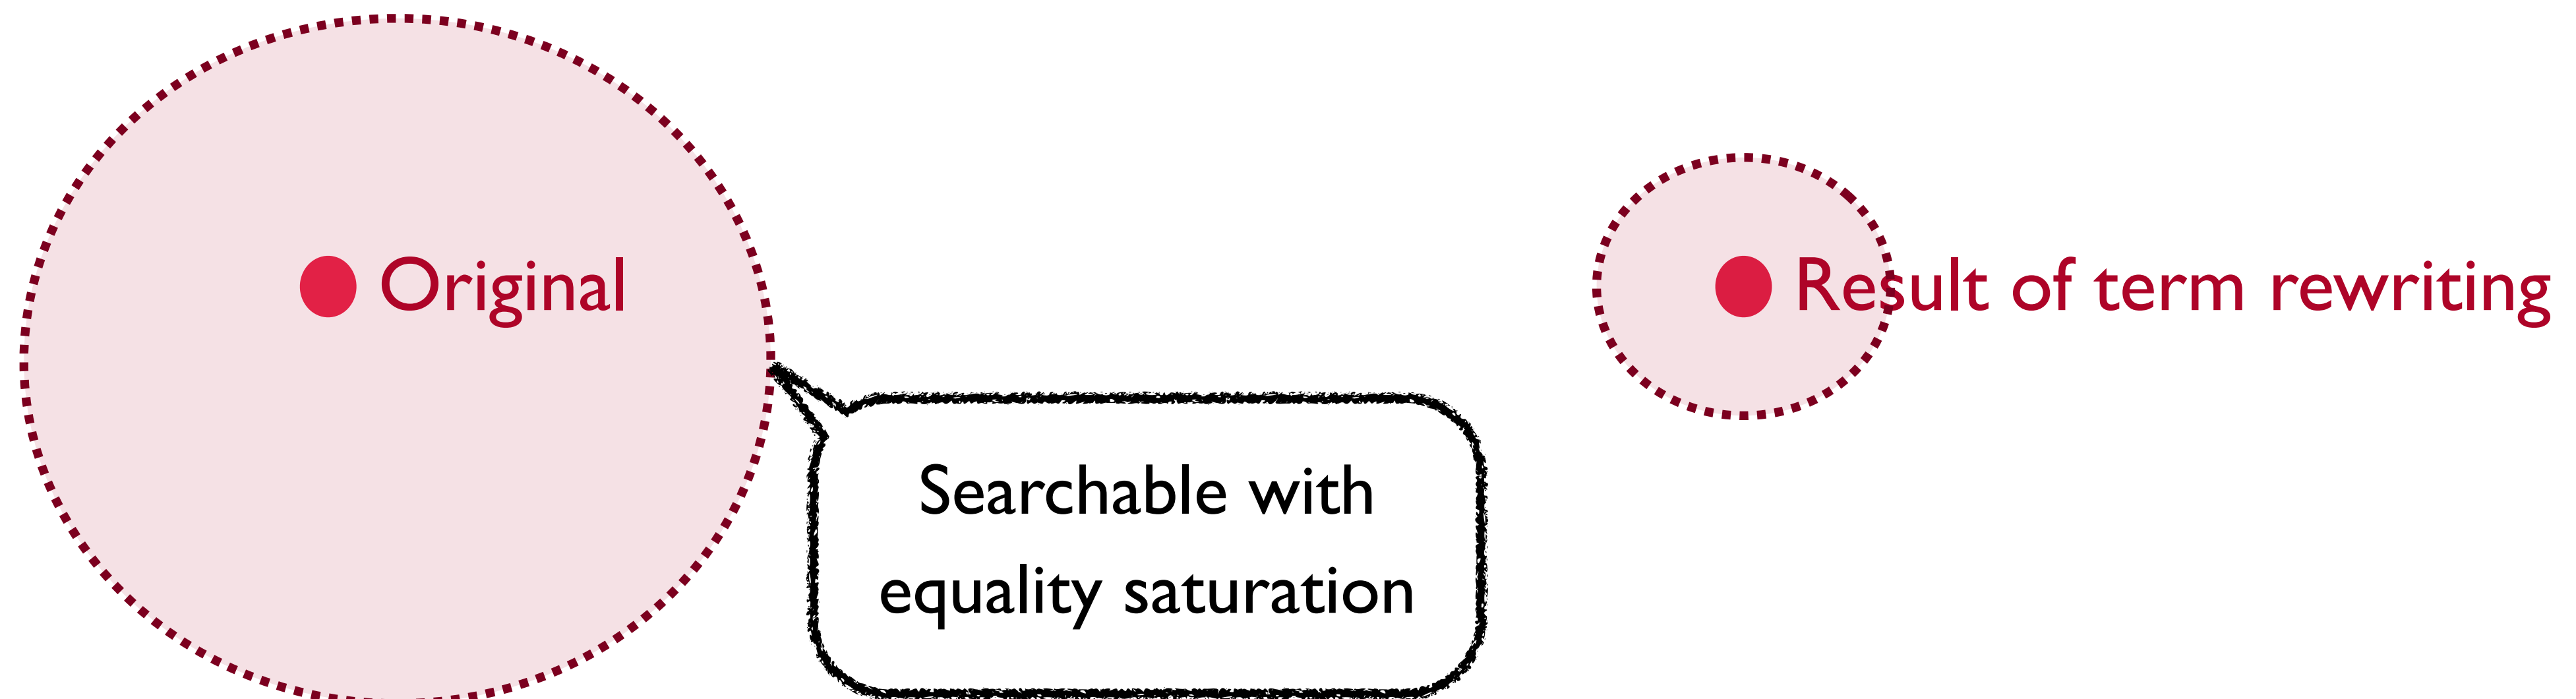 Original
Result of term rewriting
Searchable with
equality saturation